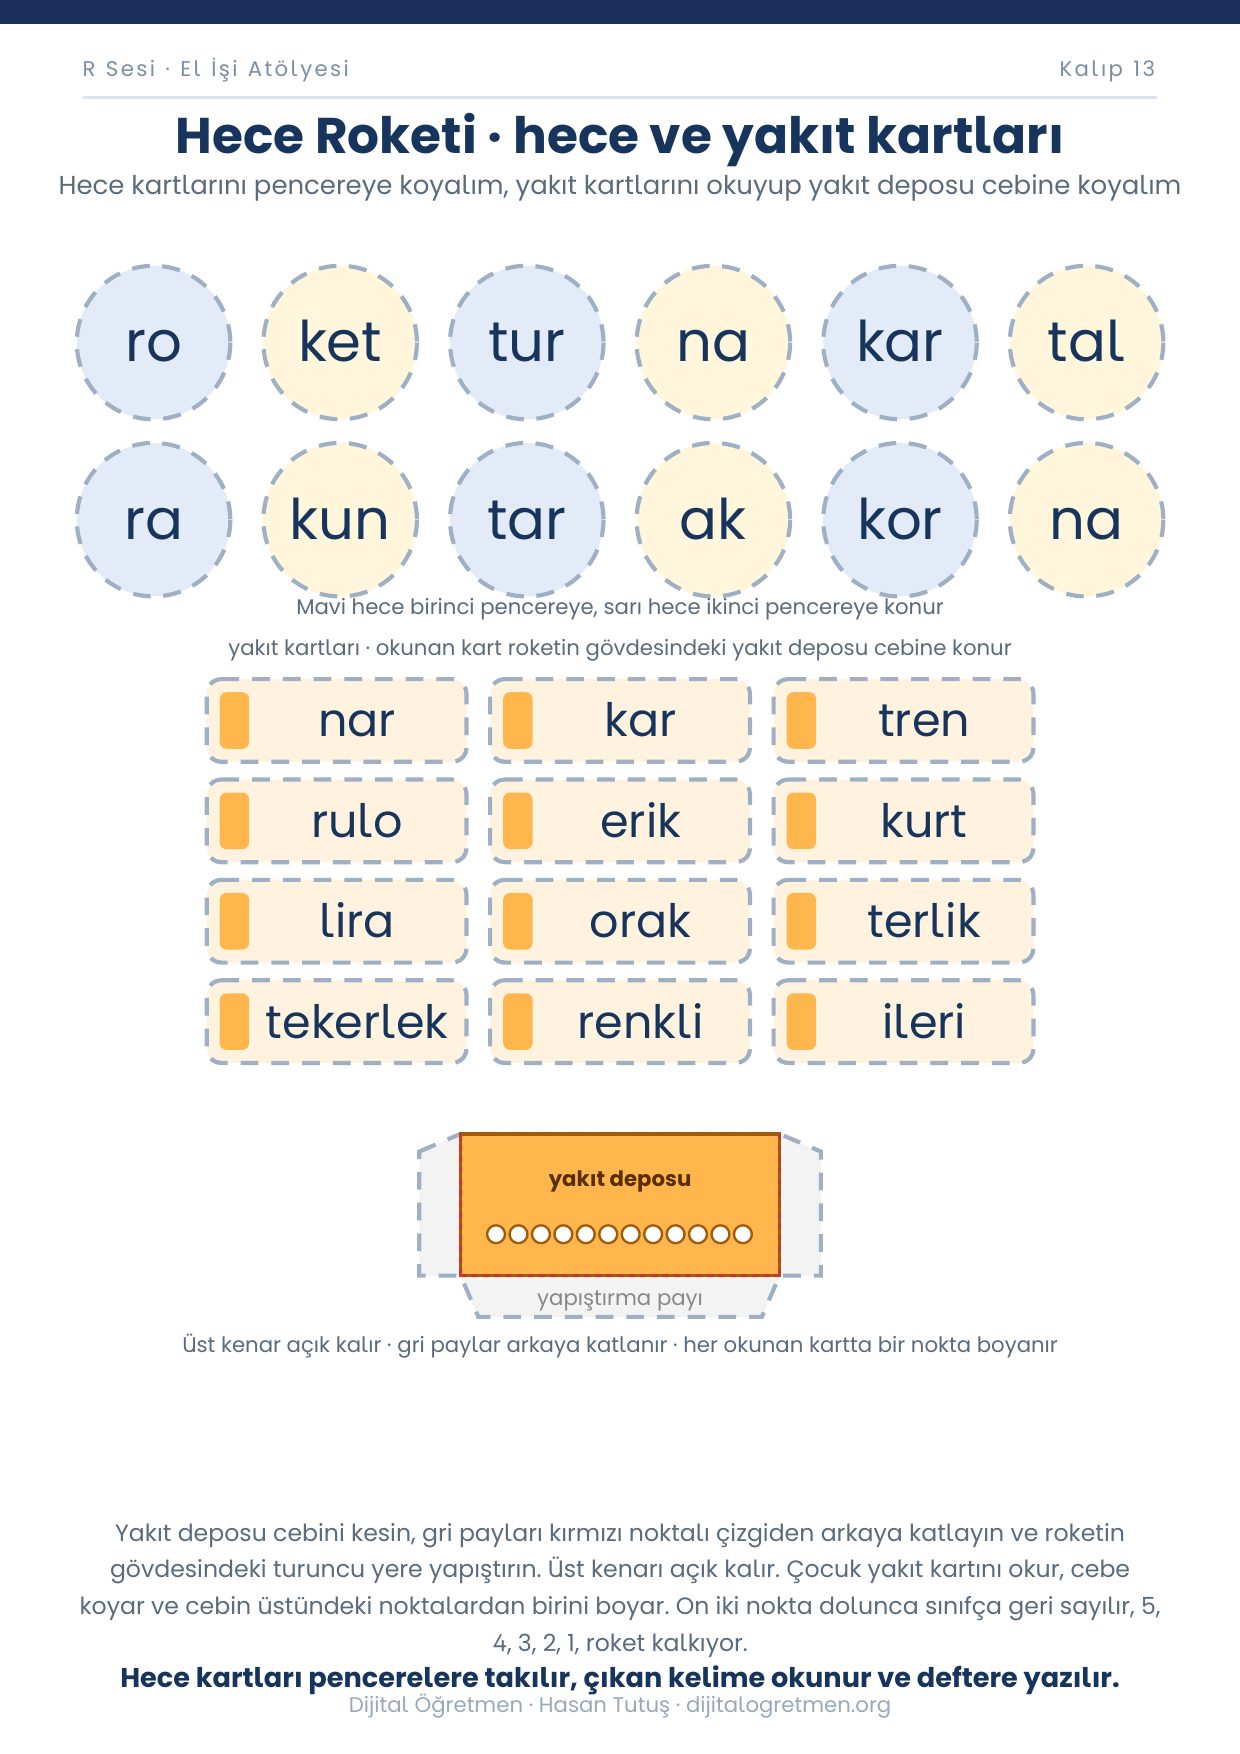 R Sesi · El İşi Atölyesi
Kalıp 13
Hece Roketi · hece ve yakıt kartları
Hece kartlarını pencereye koyalım, yakıt kartlarını okuyup yakıt deposu cebine koyalım
ro ket tur na kar tal
ra kun tar ak kor na
Mavi hece birinci pencereye, sarı hece ikinci pencereye konur
yakıt kartları · okunan kart roketin gövdesindeki yakıt deposu cebine konur
nar kar tren
rulo erik kurt
lira orak terlik
tekerlek renkli ileri
yakıt deposu
yapıştırma payı
Üst kenar açık kalır · gri paylar arkaya katlanır · her okunan kartta bir nokta boyanır
Yakıt deposu cebini kesin, gri payları kırmızı noktalı çizgiden arkaya katlayın ve roketin
gövdesindeki turuncu yere yapıştırın. Üst kenarı açık kalır. Çocuk yakıt kartını okur, cebe
koyar ve cebin üstündeki noktalardan birini boyar. On iki nokta dolunca sınıfça geri sayılır, 5,
4, 3, 2, 1, roket kalkıyor.
Hece kartları pencerelere takılır, çıkan kelime okunur ve deftere yazılır.
Dijital Öğretmen · Hasan Tutuş · dijitalogretmen.org